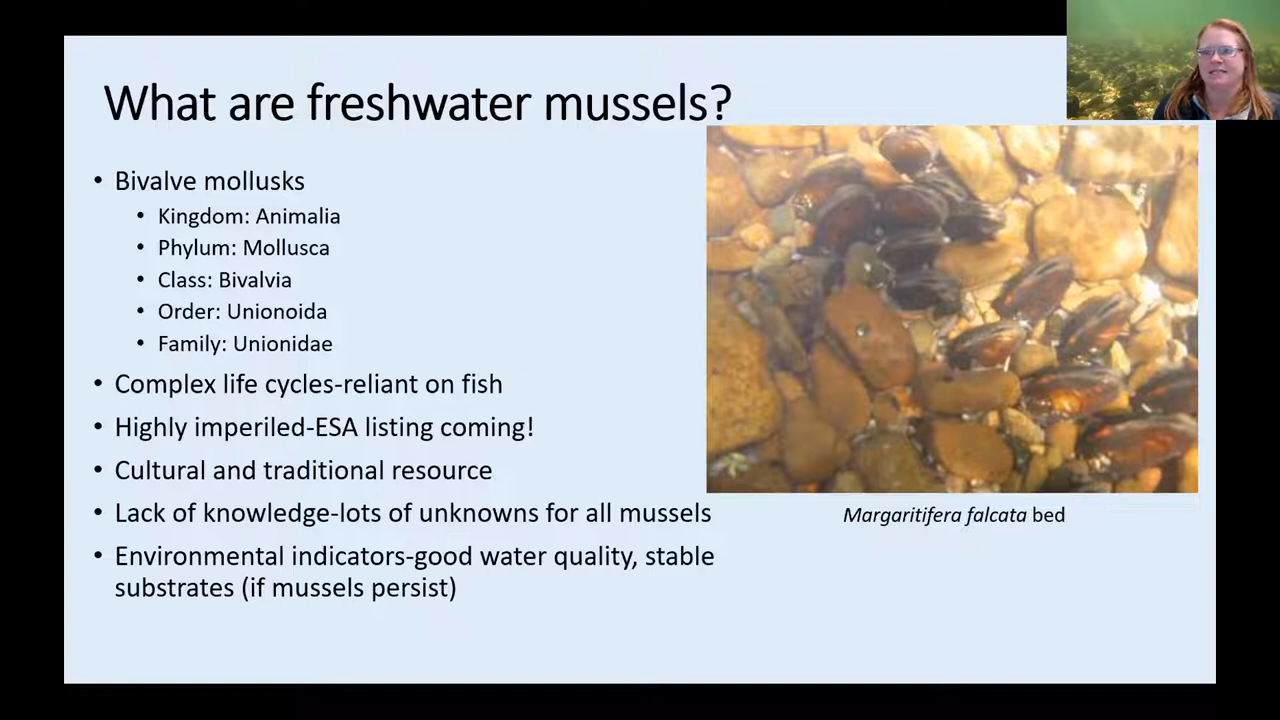 What are freshwater mussels?
• Bivalve mollusks
• Kingdom: Animalia
• Phylum: Mollusca
• Class: Bivalvia
• Order: Unionoida
• Family: Unionidae
• Complex life cycles-reliant on fish
• Highly imperiled-ESA listing coming!
• Cultural and traditional resource
• Lack of knowledge-lots of unknowns for all mussels
• Environmental indicators-good water quality, stable
substrates (if mussels persist)
Margaritifera falcata bed